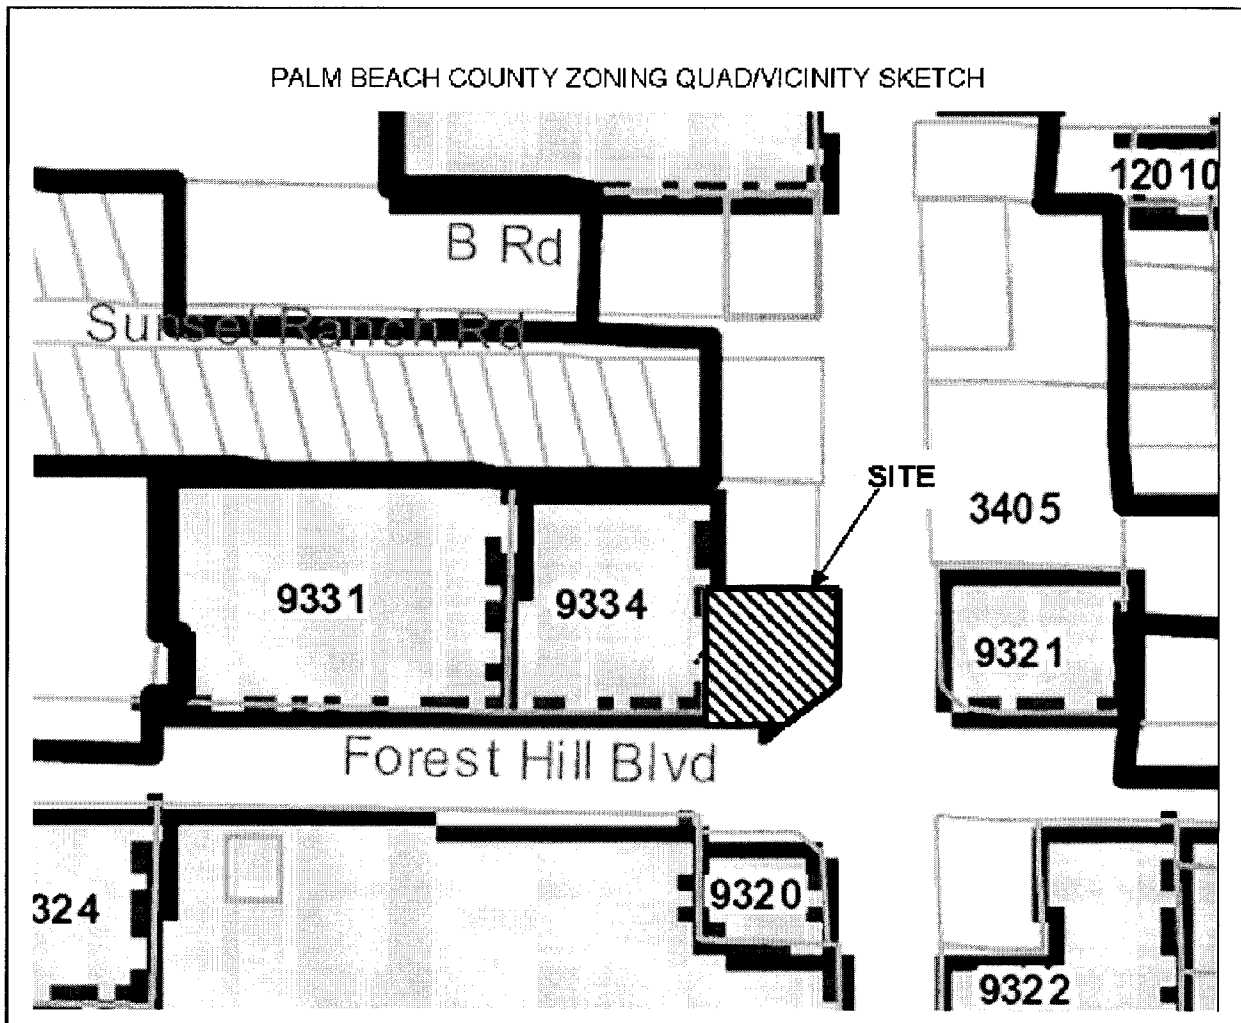 PALM BEACH COUNTY ZONING QUAD/VICINITY SKETCH
12010
B Rd
Sunset Ranch Rd
SITE
3405
9331
9334
9321
Forest Hill Blvd
324
9320
9322